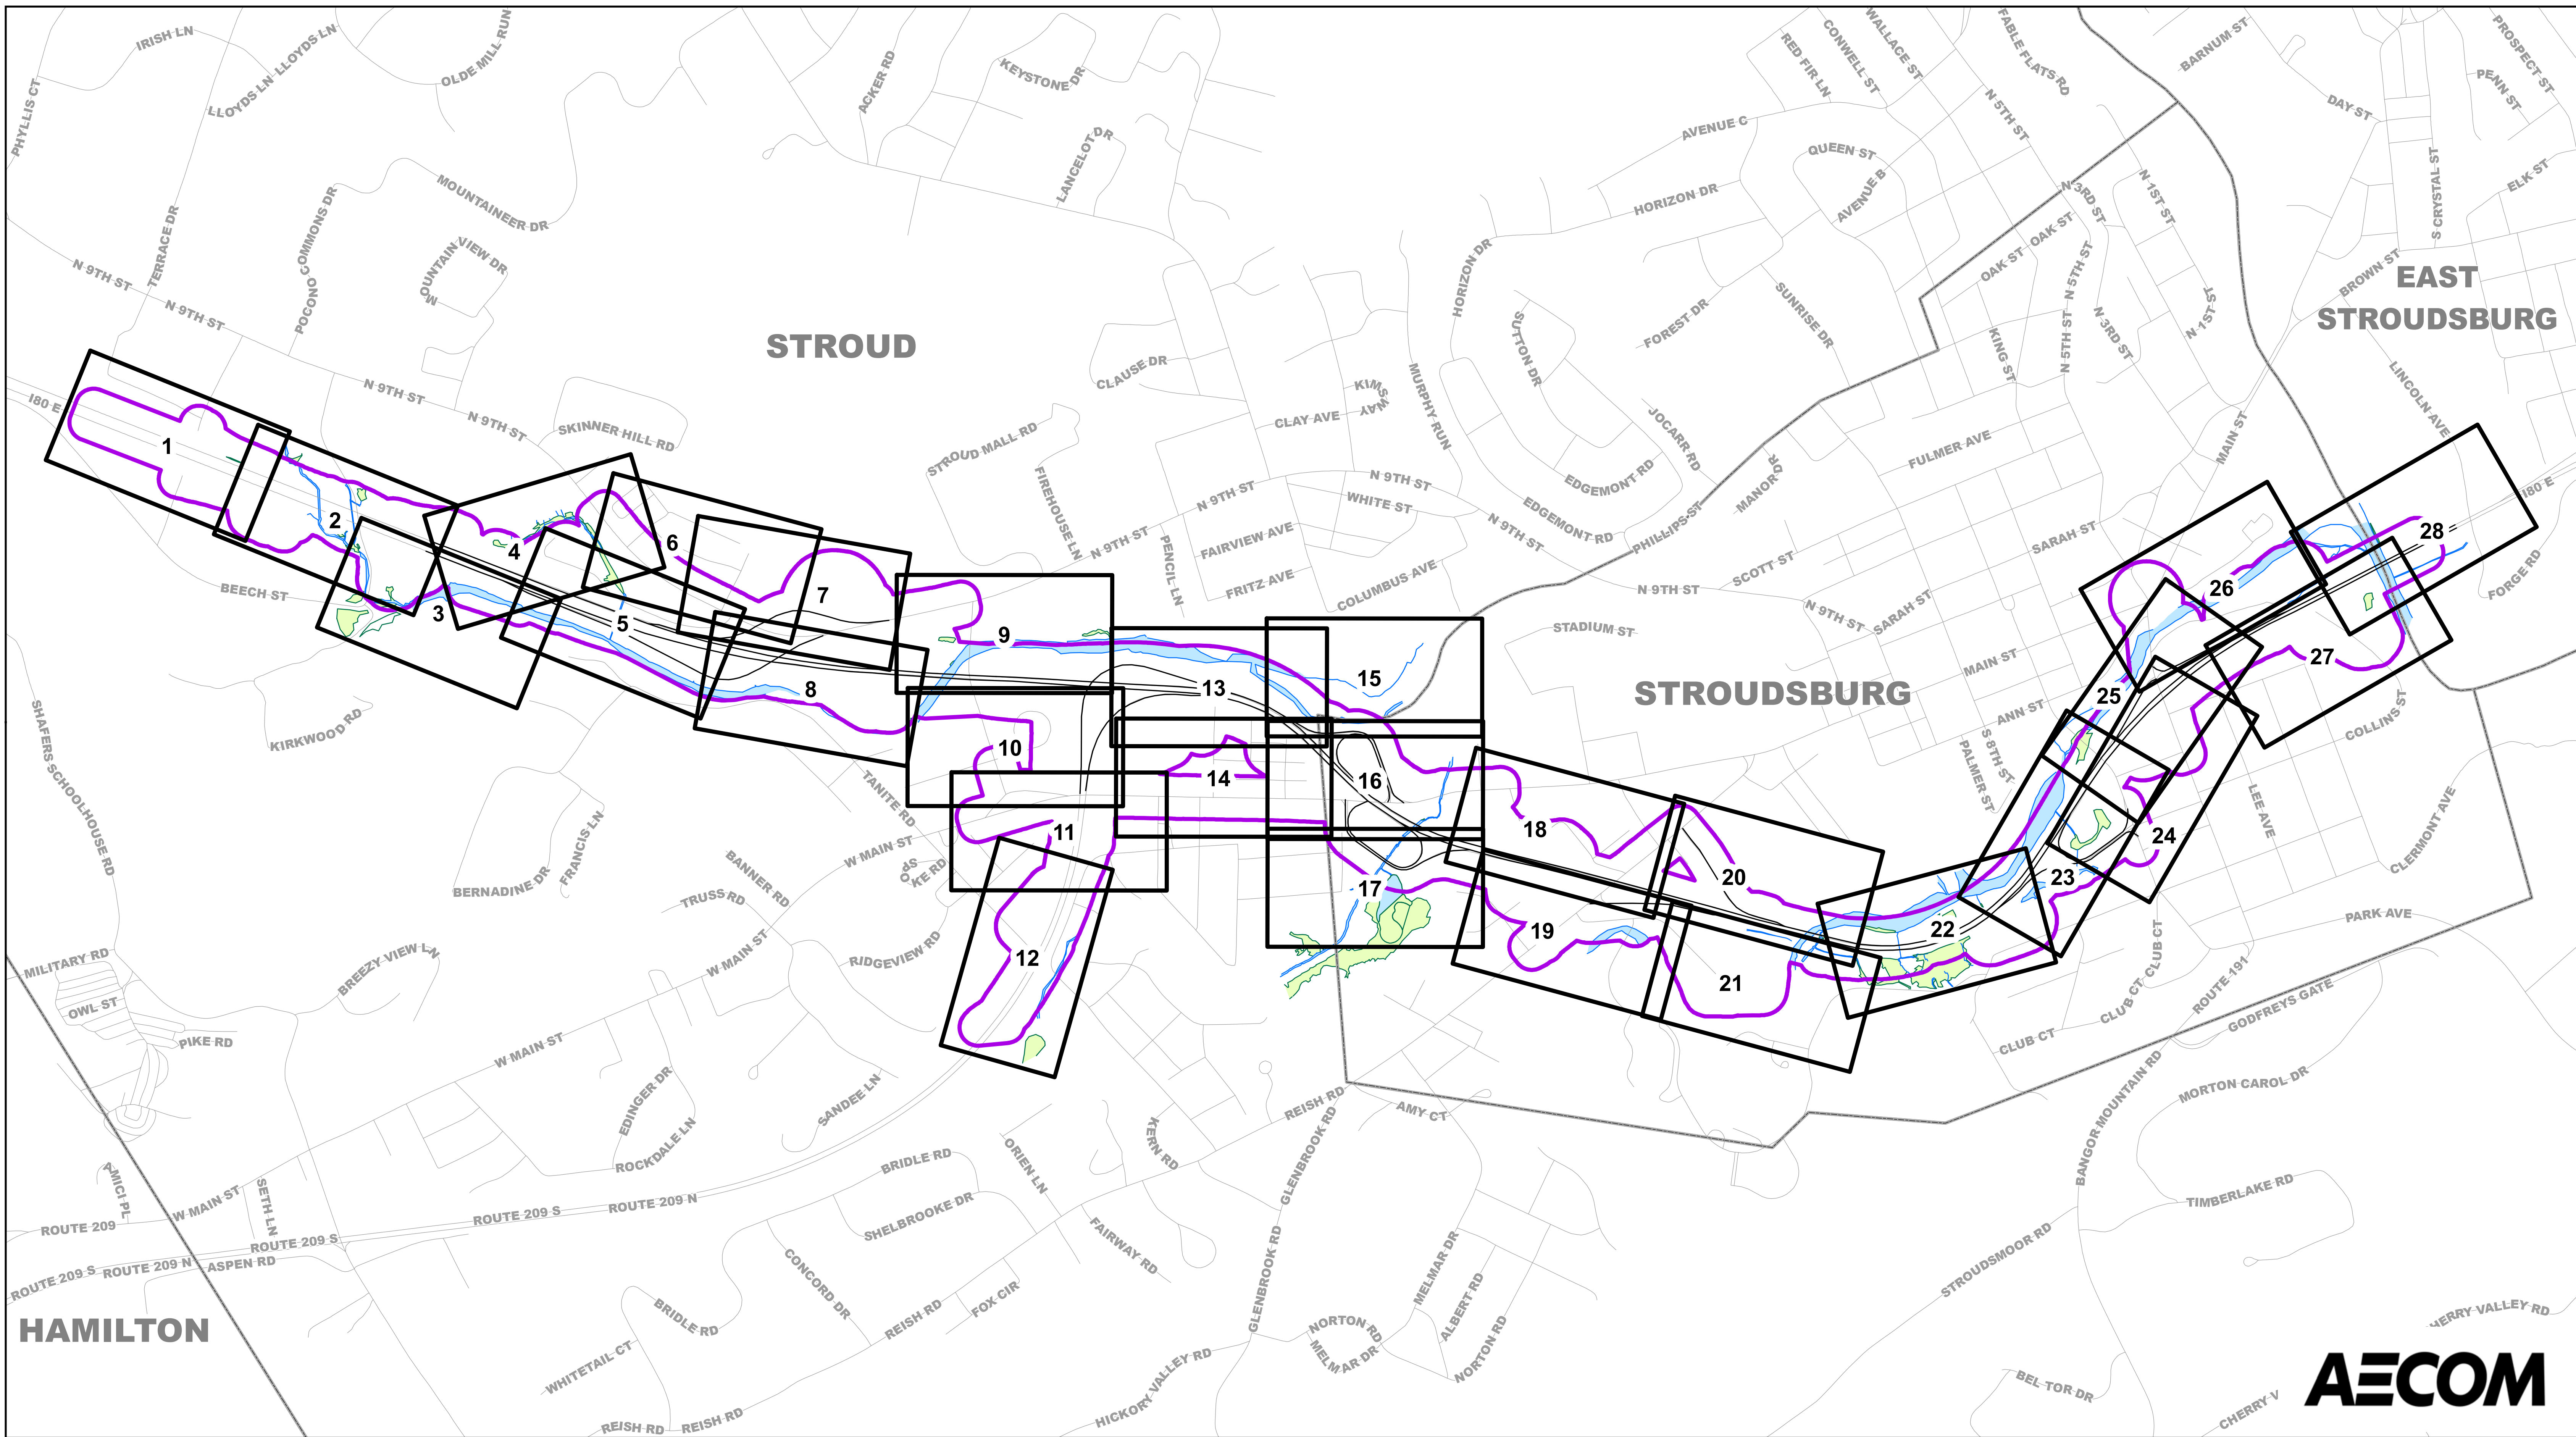 IRISH LN
LLOYDS LN
LLOYDS LN
OLDE MILL RUN
PHYLLIS CT
ACKER RD
KEYSTONE DR
LANCELOT DR
RED FIR LN
CONWELL ST
WALLACE ST
FABLE FLATS RD
BARNUM ST
PROSPECT ST
PENN ST
DAY ST
N 5TH ST
AVENUE C
QUEEN ST
AVENUE B
HORIZON DR
N 3RD ST
N 1ST ST
OAK ST
OAK ST
S CRYSTAL ST
ELK ST
BROWN ST
EAST
STROUDSBURG
TERRACE DR
POCONO COMMONS DR
MOUNTAINEER DR
MOUNTAIN VIEW DR
N 9TH ST
N 9TH ST
N 9TH ST
N 9TH ST
SKINNER HILL RD
STROUD
CLAUSE DR
HORIZON DR
SUTTON DR
FOREST DR
SUNRISE DR
N 5TH ST
N 5TH ST
KING ST
N 3RD ST
N 1ST ST
LINCOLN AVE
MAIN ST
KIMS WAY
CLAY AVE
MURPHY RUN
JOCARR RD
MANOR DR
FULMER AVE
STROUD MALL RD
FIREHOUSE LN
N 9TH ST
N 9TH ST
N 9TH ST
WHITE ST
N 9TH ST
EDGEMONT RD
EDGEMONT RD
PHILLIPS ST
FAIRVIEW AVE
FRITZ AVE
COLUMBUS AVE
PENCIL LN
I80 E
I80 E
BEECH ST
SARAH ST
SCOTT ST
N 9TH ST
N 9TH ST
SARAH ST
STADIUM ST
MAIN ST
FORGE RD
STROUDSBURG
ANN ST
S 8TH ST
PALMER ST
COLLINS ST
LEE AVE
CLERMONT AVE
1
2
3
4
5
6
7
8
9
10
11
12
13
14
15
16
17
18
19
20
21
22
23
24
25
26
27
28
KIRKWOOD RD
SHAFERS SCHOOLHOUSE RD
TANITE RD
W MAIN ST
SPOKE RD
FRANCIS LN
BERNADINE DR
BANNER RD
TRUSS RD
W MAIN ST
RIDGEVIEW RD
MILITARY RD
OWL ST
PIKE RD
BREEZY VIEW LN
W MAIN ST
EDINGER DR
ROCKDALE LN
SANDEE LN
PARK AVE
CLUB CT
CLUB CT
CLUB CT
ROUTE 191
GODFREYS GATE
REISH RD
AMY CT
KERN RD
GLENBROOK RD
BANGOR MOUNTAIN RD
MORTON CAROL DR
TIMBERLAKE RD
AMICI PL
W MAIN ST
SETH LN
ROUTE 209
ROUTE 209 S
ROUTE 209 N
ASPEN RD
ROUTE 209 S
ROUTE 209 S
ROUTE 209 N
BRIDLE RD
ORIEN LN
SHELBROOKE DR
FAIRWAY RD
CONCORD DR
FOX CIR
REISH RD
BRIDLE RD
WHITETAIL CT
REISH RD
REISH RD
GLENBROOK RD
HICKORY VALLEY RD
NORTON RD
MELMAR DR
MELMAR DR
ALBERT RD
NORTON RD
STROUDSMOOR RD
HERRY VALLEY RD
BEL TOR DR
CHERRY V
HAMILTON
AECOM